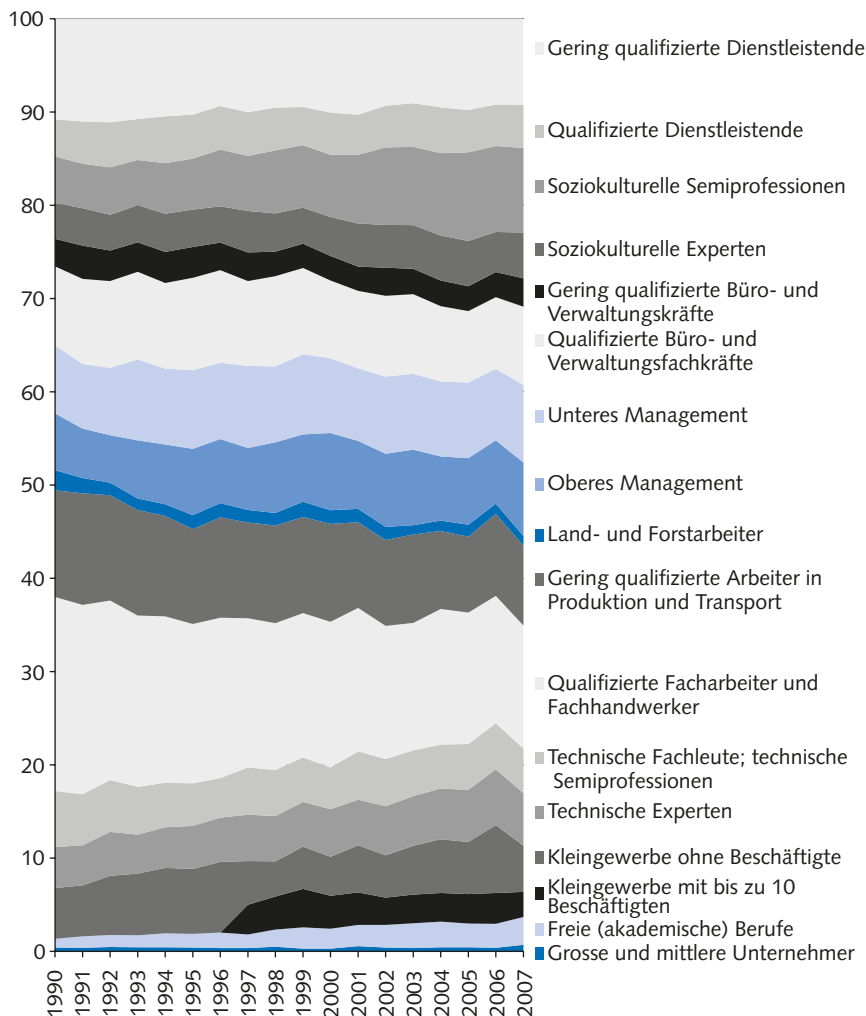 100
90
80
70
60
50
40
30
20
10
0
1990
1991
1992
1993
1994
1995
1996
1997
1998
1999
2000
2001
2002
2003
2004
2005
2006
2007
Gering qualifizierte Dienstleistende
Qualifizierte Dienstleistende
Soziokulturelle Semiprofessionen
Soziokulturelle Experten
Gering qualifizierte Büro- und
Verwaltungskräfte
Qualifizierte Büro- und
Verwaltungsfachkräfte
Unteres Management
Oberes Management
Land- und Forstarbeiter
Gering qualifizierte Arbeiter in
Produktion und Transport
Qualifizierte Facharbeiter und
Fachhandwerker
Technische Fachleute; technische
Semiprofessionen
Technische Experten
Kleingewerbe ohne Beschäftigte
Kleingewerbe mit bis zu 10
Beschäftigten
Freie (akademische) Berufe
Grosse und mittlere Unternehmer